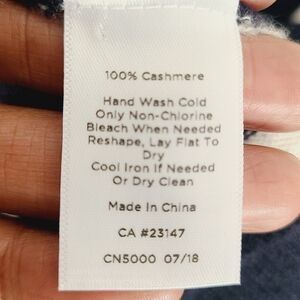 100% Cashmere
Hand Wash Cold
Only Non-Chlorine
Bleach When Needed
Reshape, Lay Flat To
Dry
Cool Iron If Needed
Or Dry Clean
Made In China
CA #23147
CN5000 07/18